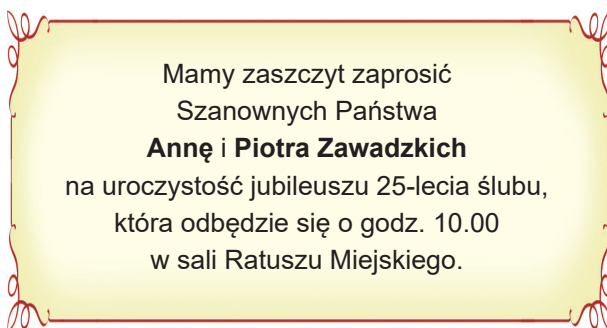 Mamy zaszczyt zaprosić
Szanownych Państwa
Annę i Piotra Zawadzkich
na uroczystość jubileuszu 25-lecia ślubu,
która odbędzie się o godz. 10.00
w sali Ratuszu Miejskiego.